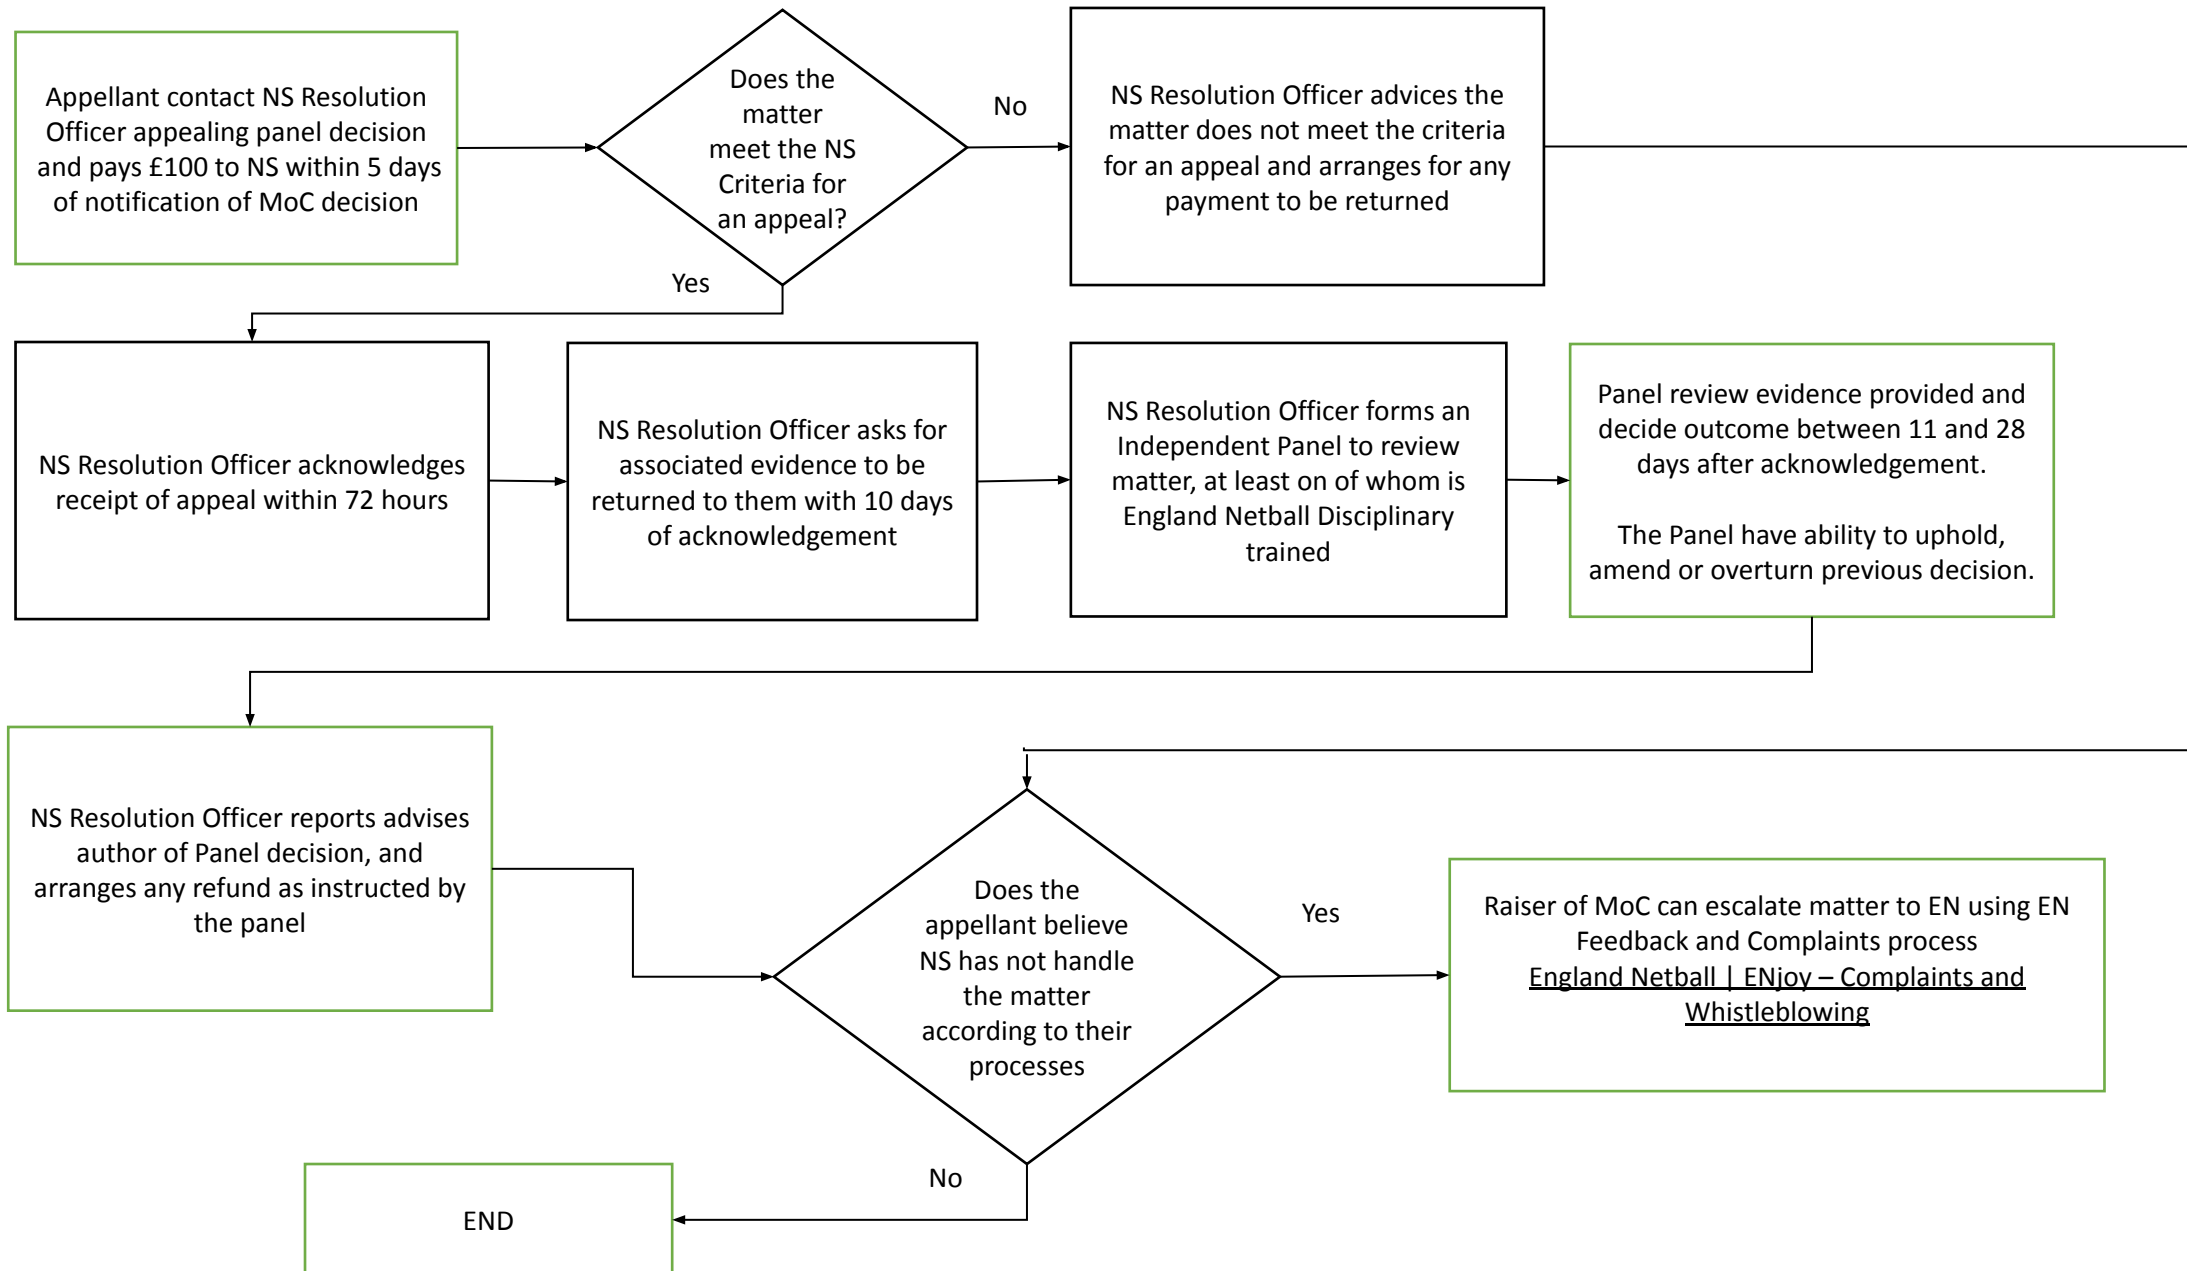 Appellant contact NS Resolution
Officer appealing panel decision
and pays £100 to NS within 5 days
of notification of MoC decision
Does the
matter
meet the NS
Criteria for
an appeal?
No
NS Resolution Officer advices the
matter does not meet the criteria
for an appeal and arranges for any
payment to be returned
Yes
NS Resolution Officer acknowledges
receipt of appeal within 72 hours
NS Resolution Officer asks for
associated evidence to be
returned to them with 10 days
of acknowledgement
NS Resolution Officer forms an
Independent Panel to review
matter, at least on of whom is
England Netball Disciplinary
trained
Panel review evidence provided and
decide outcome between 11 and 28
days after acknowledgement.
The Panel have ability to uphold,
amend or overturn previous decision.
NS Resolution Officer reports advises
author of Panel decision, and
arranges any refund as instructed by
the panel
Does the
appellant believe
NS has not handle
the matter
according to their
processes
Yes
Raiser of MoC can escalate matter to EN using EN
Feedback and Complaints process
England Netball | ENjoy – Complaints and
Whistleblowing
No
END